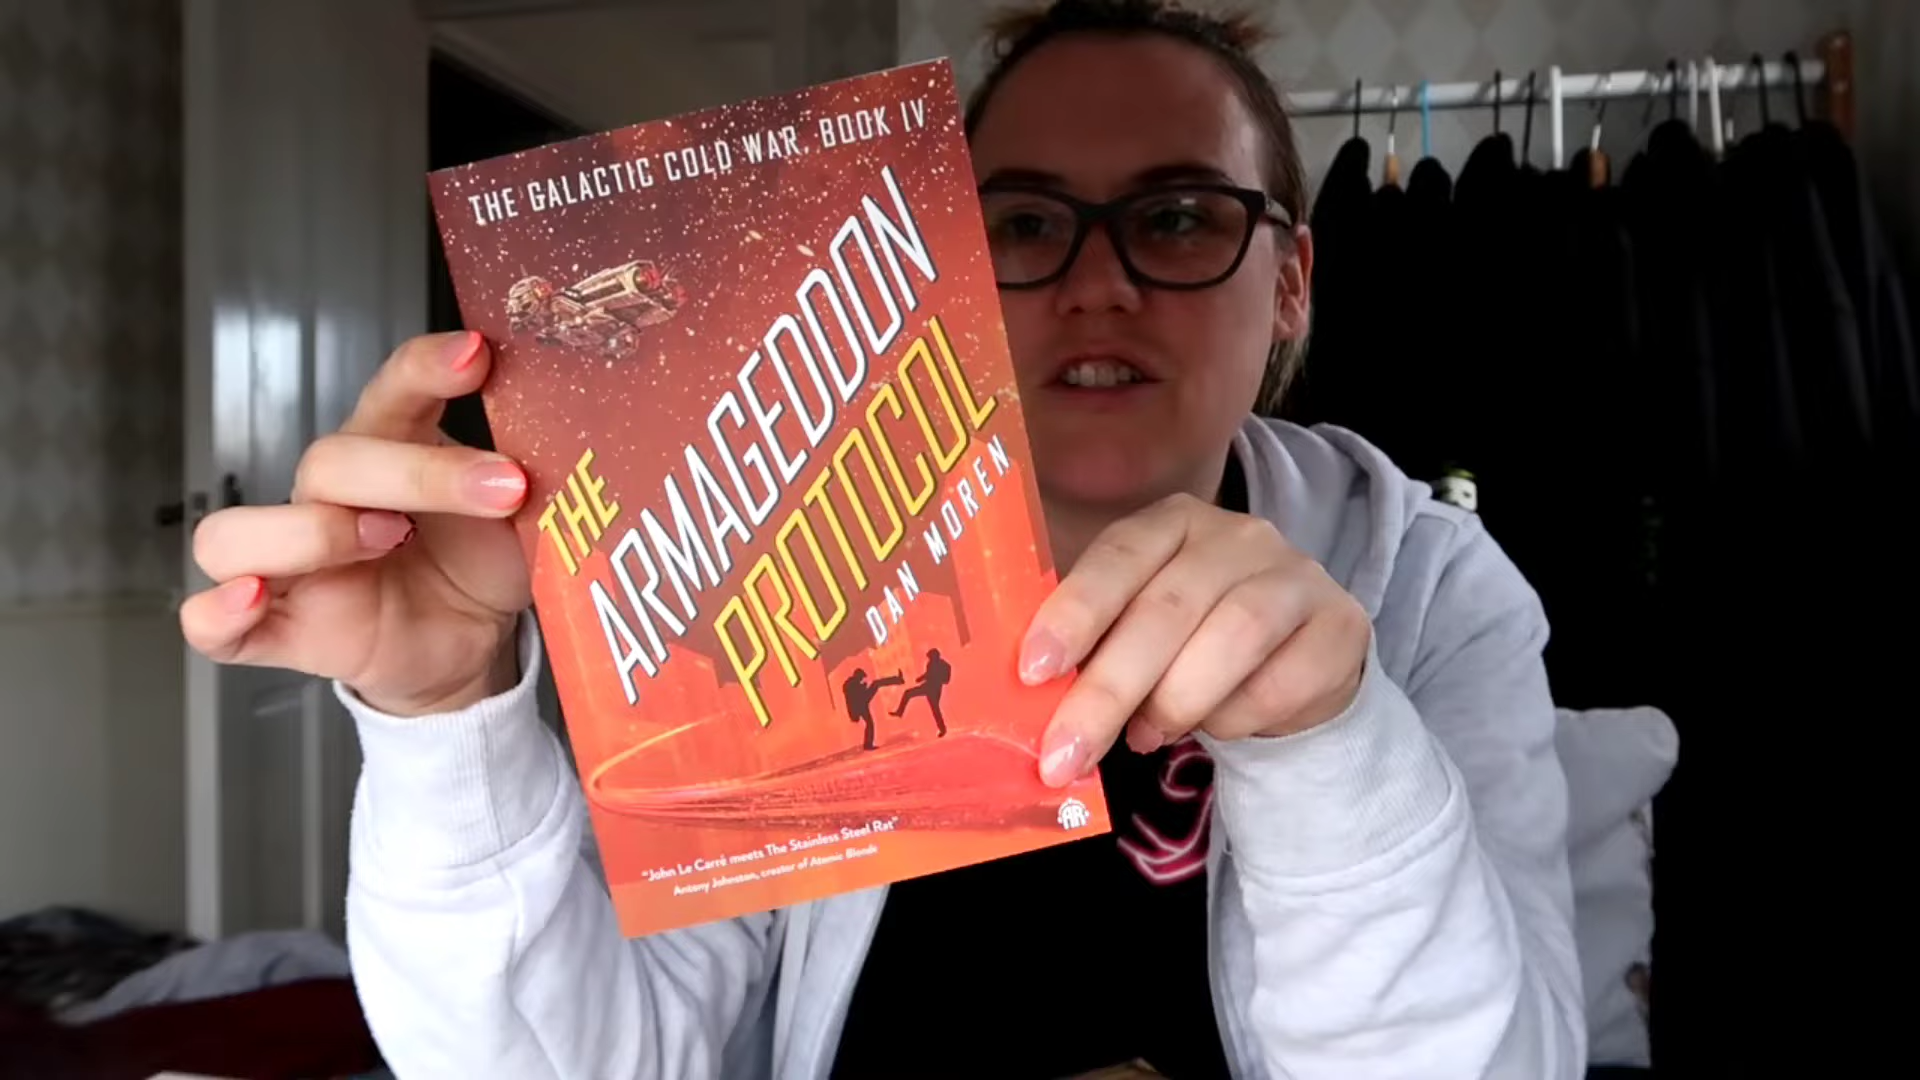 THE GALACTIC COLD WAR, BOOK IV
THE
ARMAGEDDON
PROTOCOL
DAN MOREN
"John Le Carré meets The Stainless Steel Rat"
Antony Johnston, creator of Atomic Blonde
AR